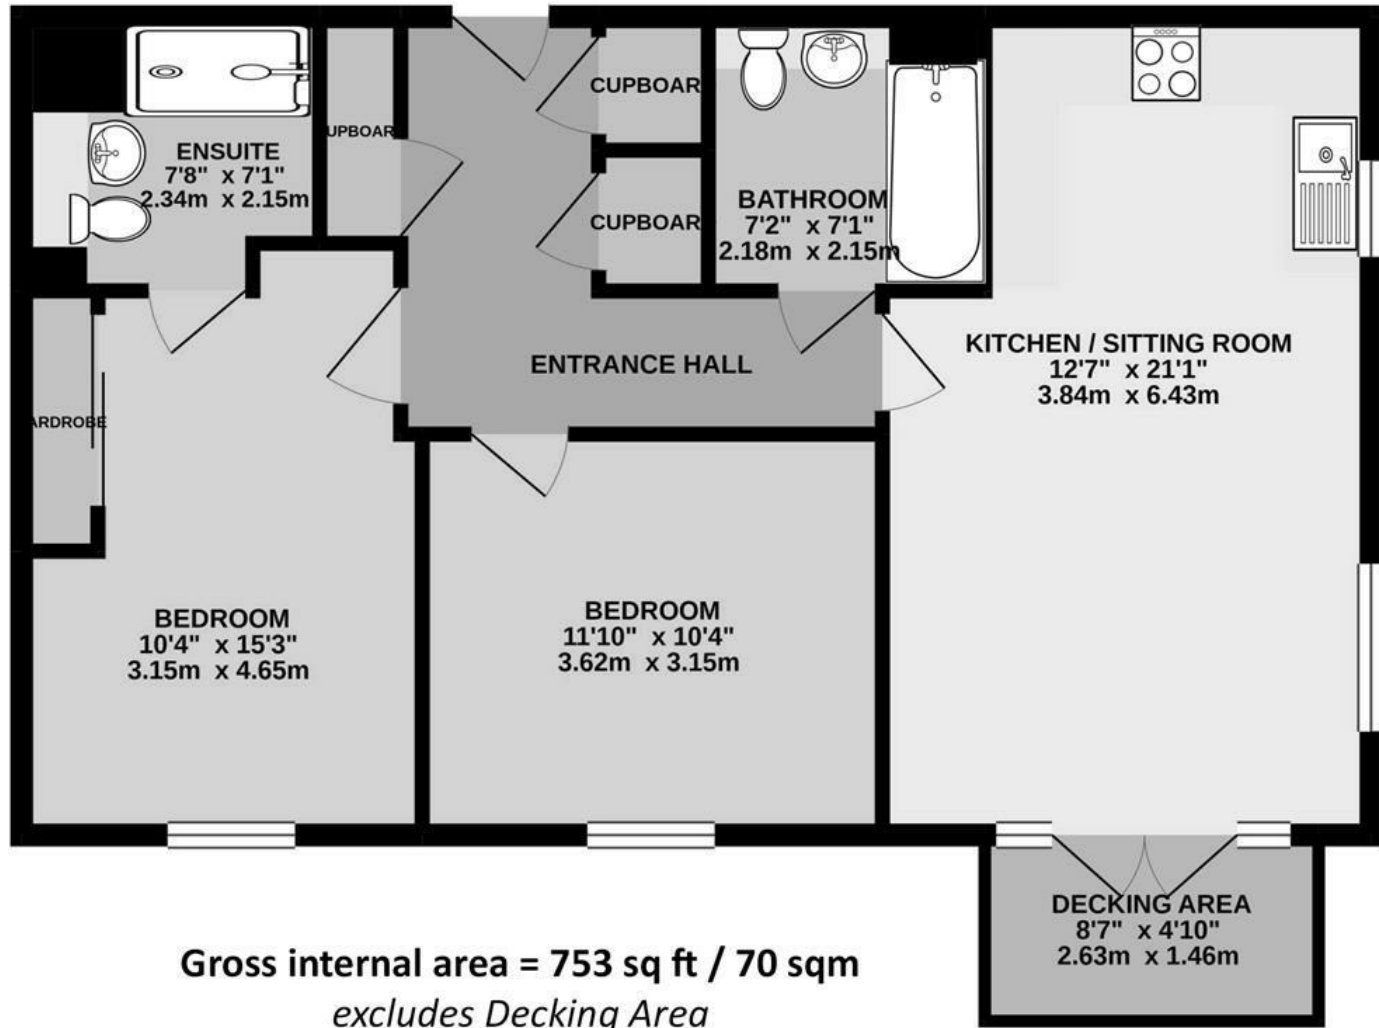 CUPBOAR
UPBOAR
ENSUITE
7'8" x 7'1"
2.34m x 2.15m
CUPBOAR
BATHROOM
7'2" x 7'1"
2.18m x 2.15m
KITCHEN / SITTING ROOM
12'7" x 21'1"
3.84m x 6.43m
ENTRANCE HALL
ARDROBE
BEDROOM
10'4" x 15'3"
3.15m x 4.65m
BEDROOM
11'10" x 10'4"
3.62m x 3.15m
DECKING AREA
8'7" x 4'10"
2.63m x 1.46m
Gross internal area = 753 sq ft / 70 sqm
excludes Decking Area